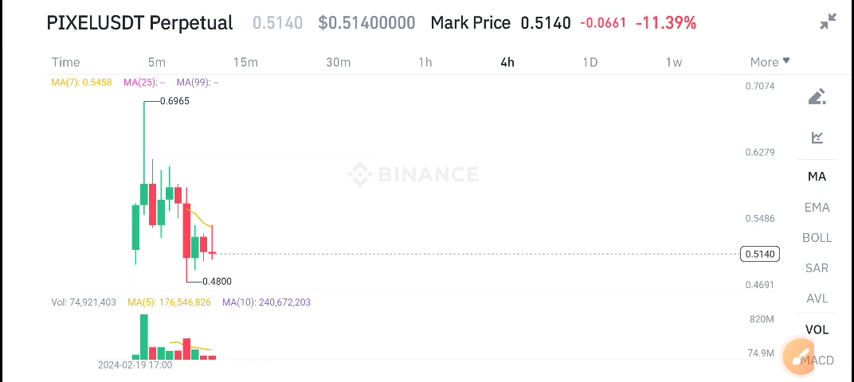 PIXELUSDT Perpetual 0.5140 $0.51400000 Mark Price 0.5140 -0.0661 -11.39%
Time 5m 15m 30m 1h 4h 1D 1w More
MA(7): 0.5458 MA(25): -- MA(99): --
0.7074
0.6965
0.6279
BINANCE
0.5486
0.5140
0.4800
0.4691
MA
EMA
BOLL
SAR
AVL
VOL
MACD
Vol: 74,921,403 MA(5): 176,546,826 MA(10): 240,672,203
820M
74.9M
2024-02-19 17:00